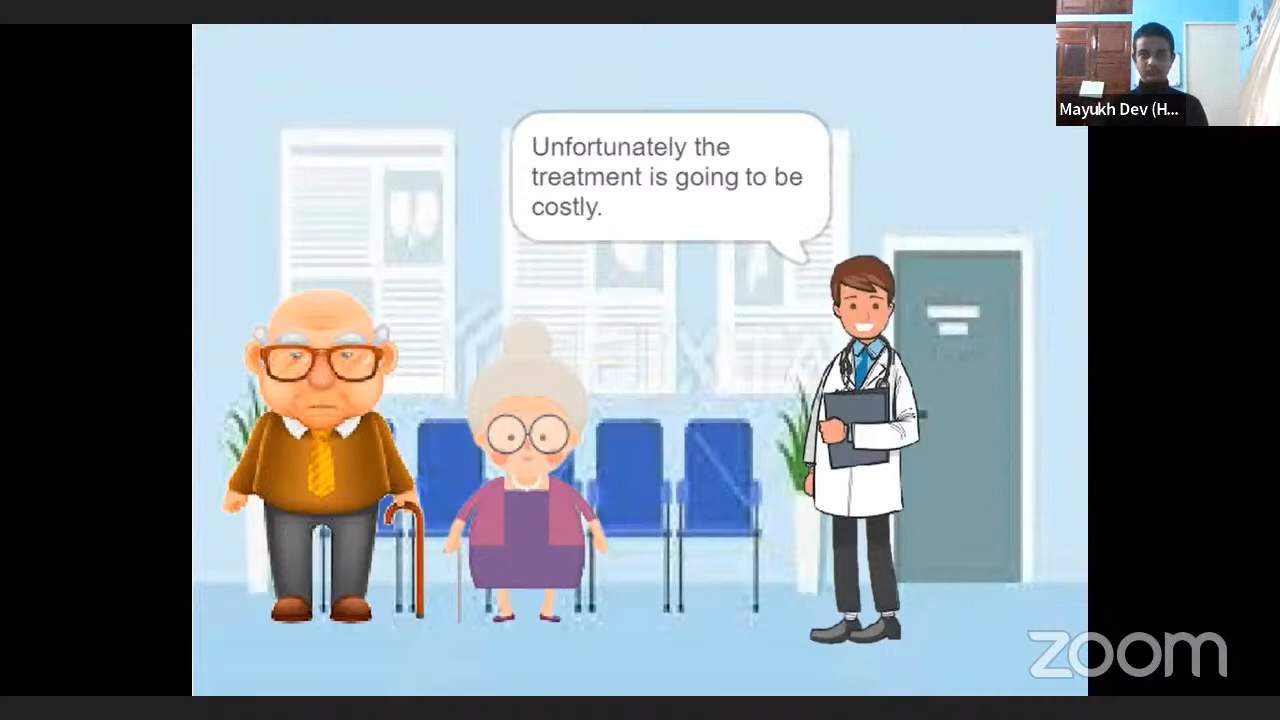 Mayukh Dev (H...
Unfortunately the
treatment is going to be
costly.
zoom